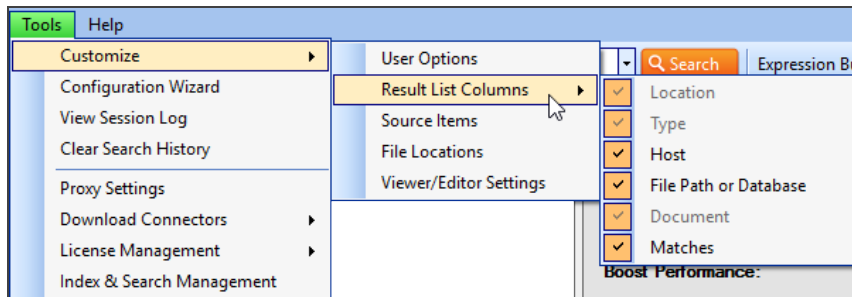 Tools Help
Customize
Configuration Wizard
View Session Log
Clear Search History
Proxy Settings
Download Connectors
License Management
Index & Search Management
User Options
Result List Columns
Source Items
File Locations
Viewer/Editor Settings
Search Expression
Location
Type
Host
File Path or Database
Document
Matches
Boost Performance: